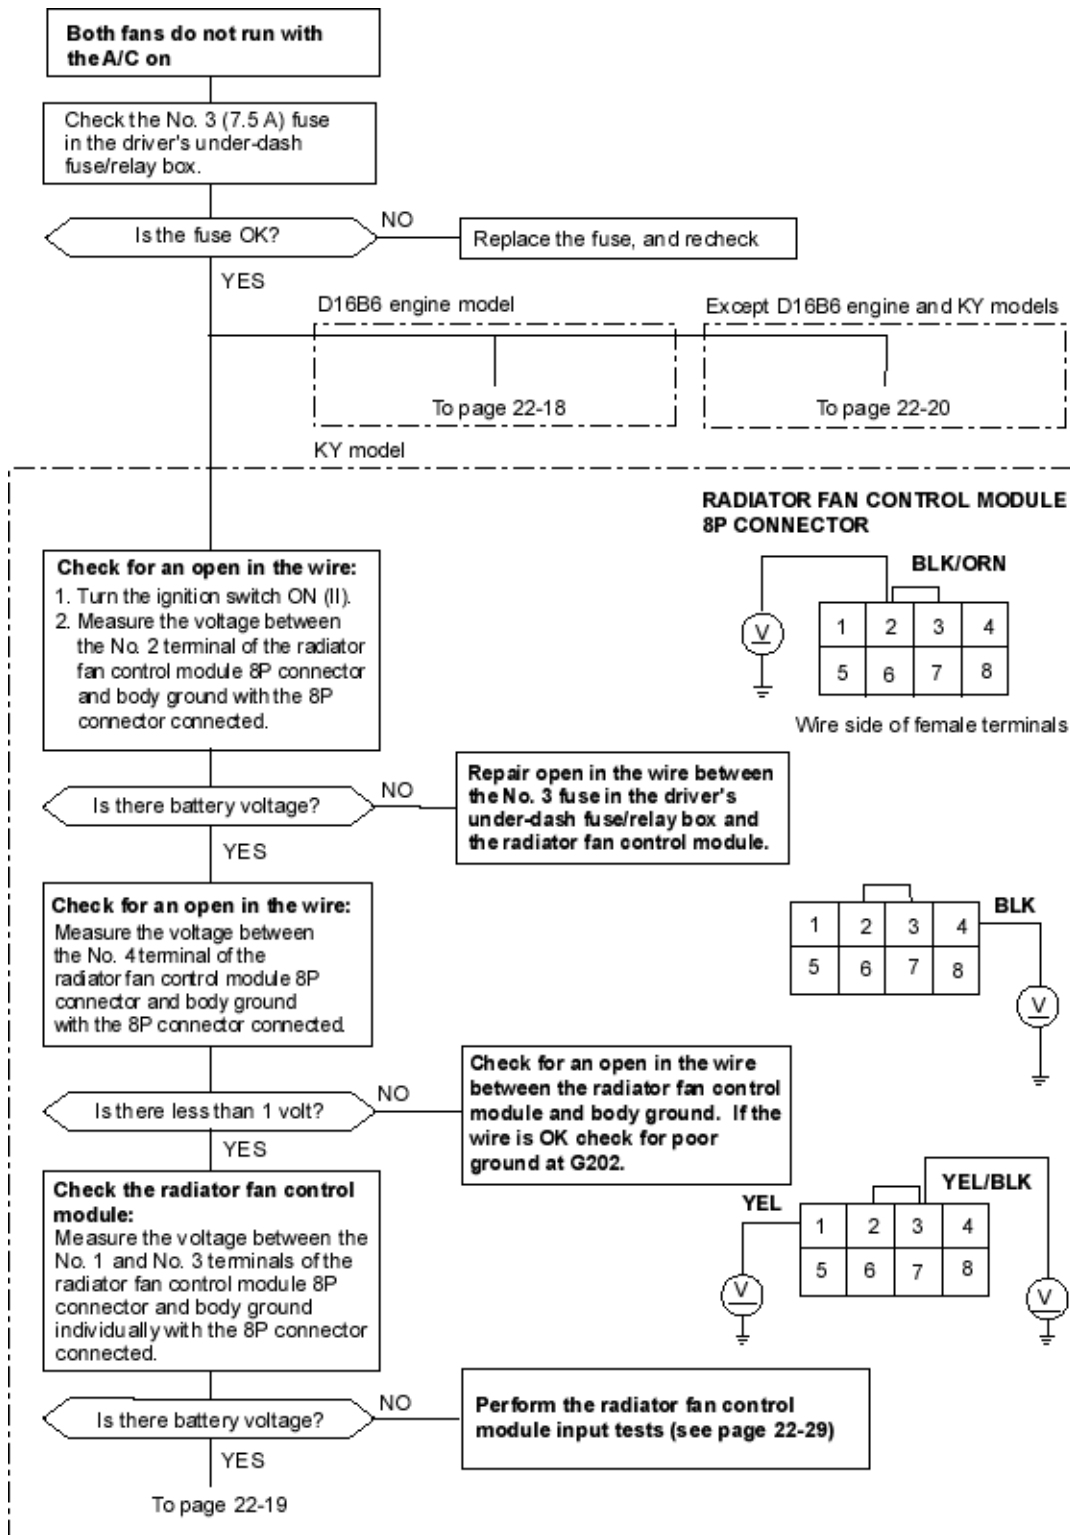 Both fans do not run with
the A/C on
Check the No. 3 (7.5 A) fuse
in the driver's under-dash
fuse/relay box.
Is the fuse OK?
NO
Replace the fuse, and recheck
YES
D16B6 engine model
Except D16B6 engine and KY models
To page 22-18
To page 22-20
KY model
RADIATOR FAN CONTROL MODULE
8P CONNECTOR
Check for an open in the wire:
1. Turn the ignition switch ON (II).
2. Measure the voltage between
the No. 2 terminal of the radiator
fan control module 8P connector
and body ground with the 8P
connector connected.
BLK/ORN
V
1 2 3 4
5 6 7 8
Wire side of female terminals
Is there battery voltage?
NO
Repair open in the wire between
the No. 3 fuse in the driver's
under-dash fuse/relay box and
the radiator fan control module.
YES
Check for an open in the wire:
Measure the voltage between
the No. 4 terminal of the
radiator fan control module 8P
connector and body ground
with the 8P connector connected.
BLK
1 2 3 4
5 6 7 8
V
Is there less than 1 volt?
NO
Check for an open in the wire
between the radiator fan control
module and body ground. If the
wire is OK check for poor
ground at G202.
YES
Check the radiator fan control
module:
Measure the voltage between the
No. 1 and No. 3 terminals of the
radiator fan control module 8P
connector and body ground
individually with the 8P connector
connected.
YEL
YEL/BLK
1 2 3 4
5 6 7 8
V
V
Is there battery voltage?
NO
Perform the radiator fan control
module input tests (see page 22-29)
YES
To page 22-19